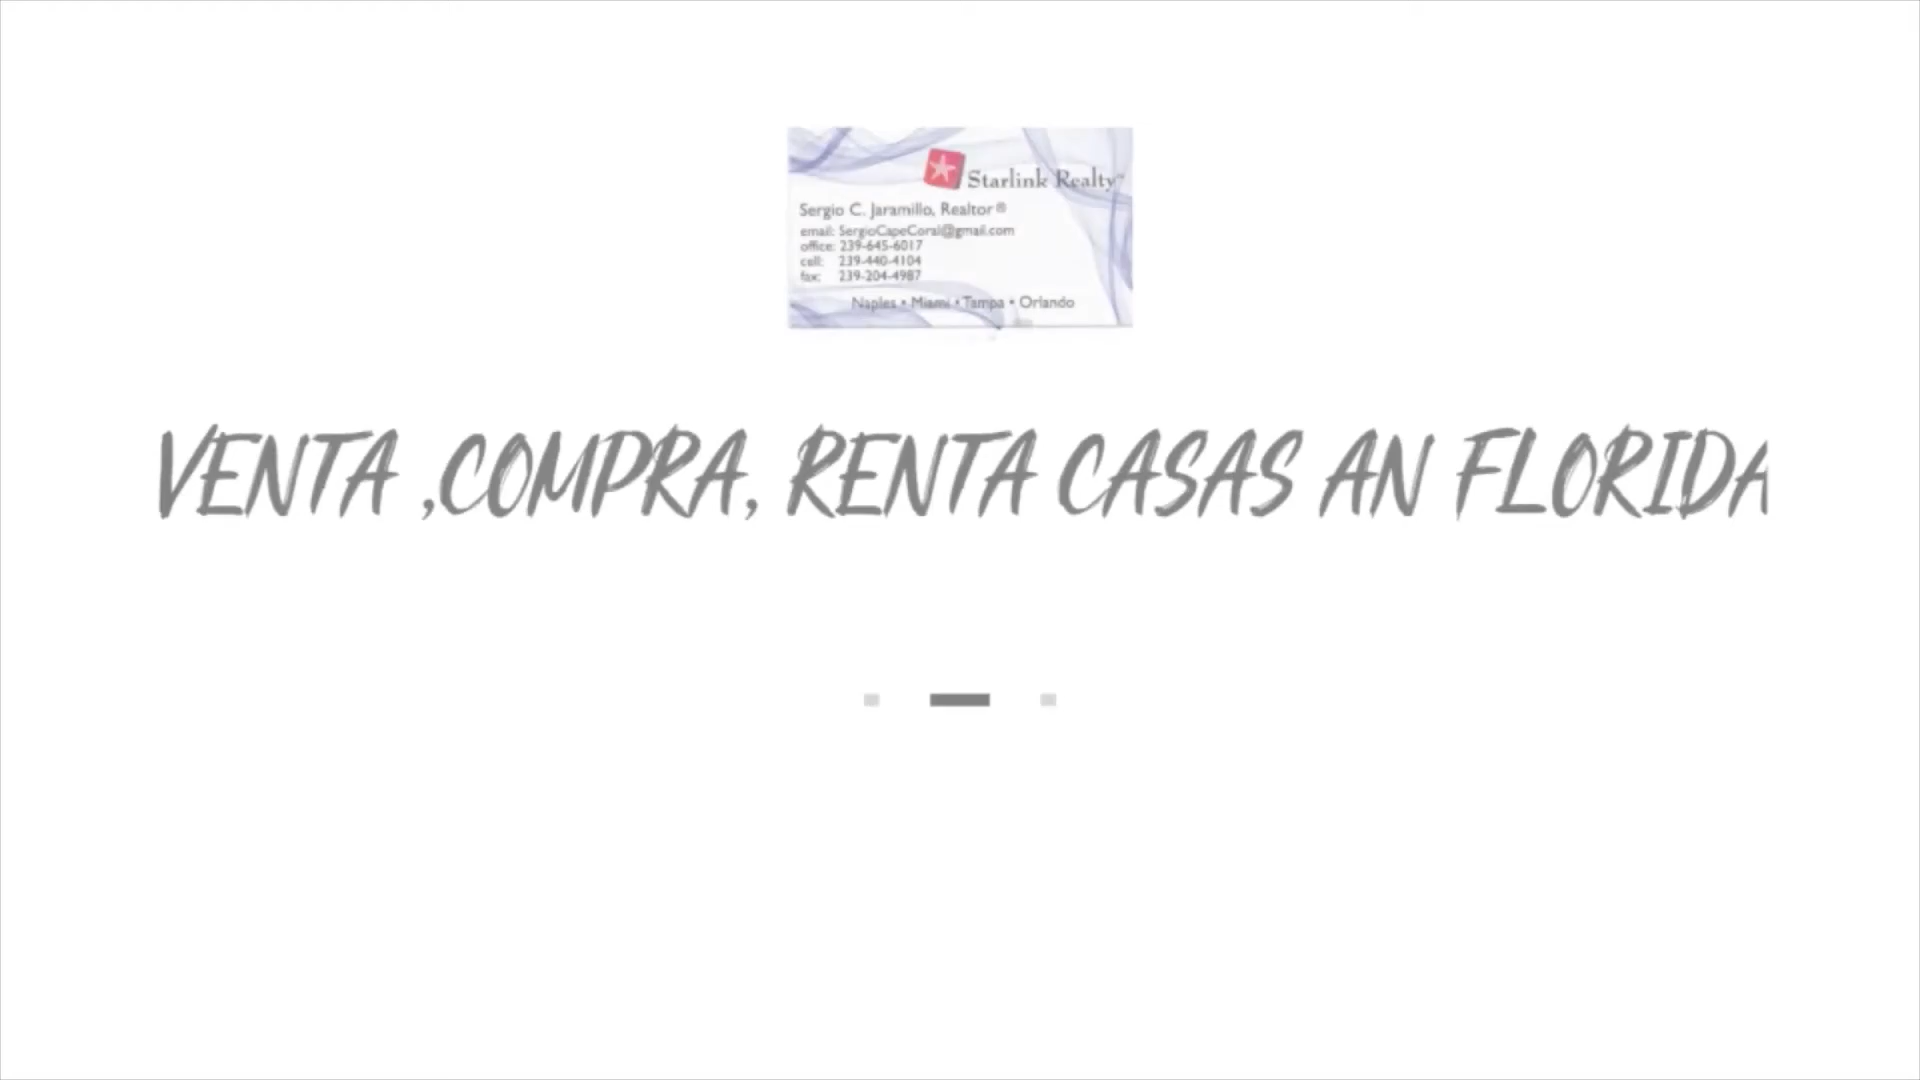 Starlink Realty™
Sergio C. Jaramillo, Realtor®
email: SergioCapeCoral@gmail.com
office: 239-645-6017
cell: 239-440-4104
fax: 239-204-4987
Naples • Miami • Tampa • Orlando
VENTA ,COMPRA, RENTA CASAS AN FLORIDA